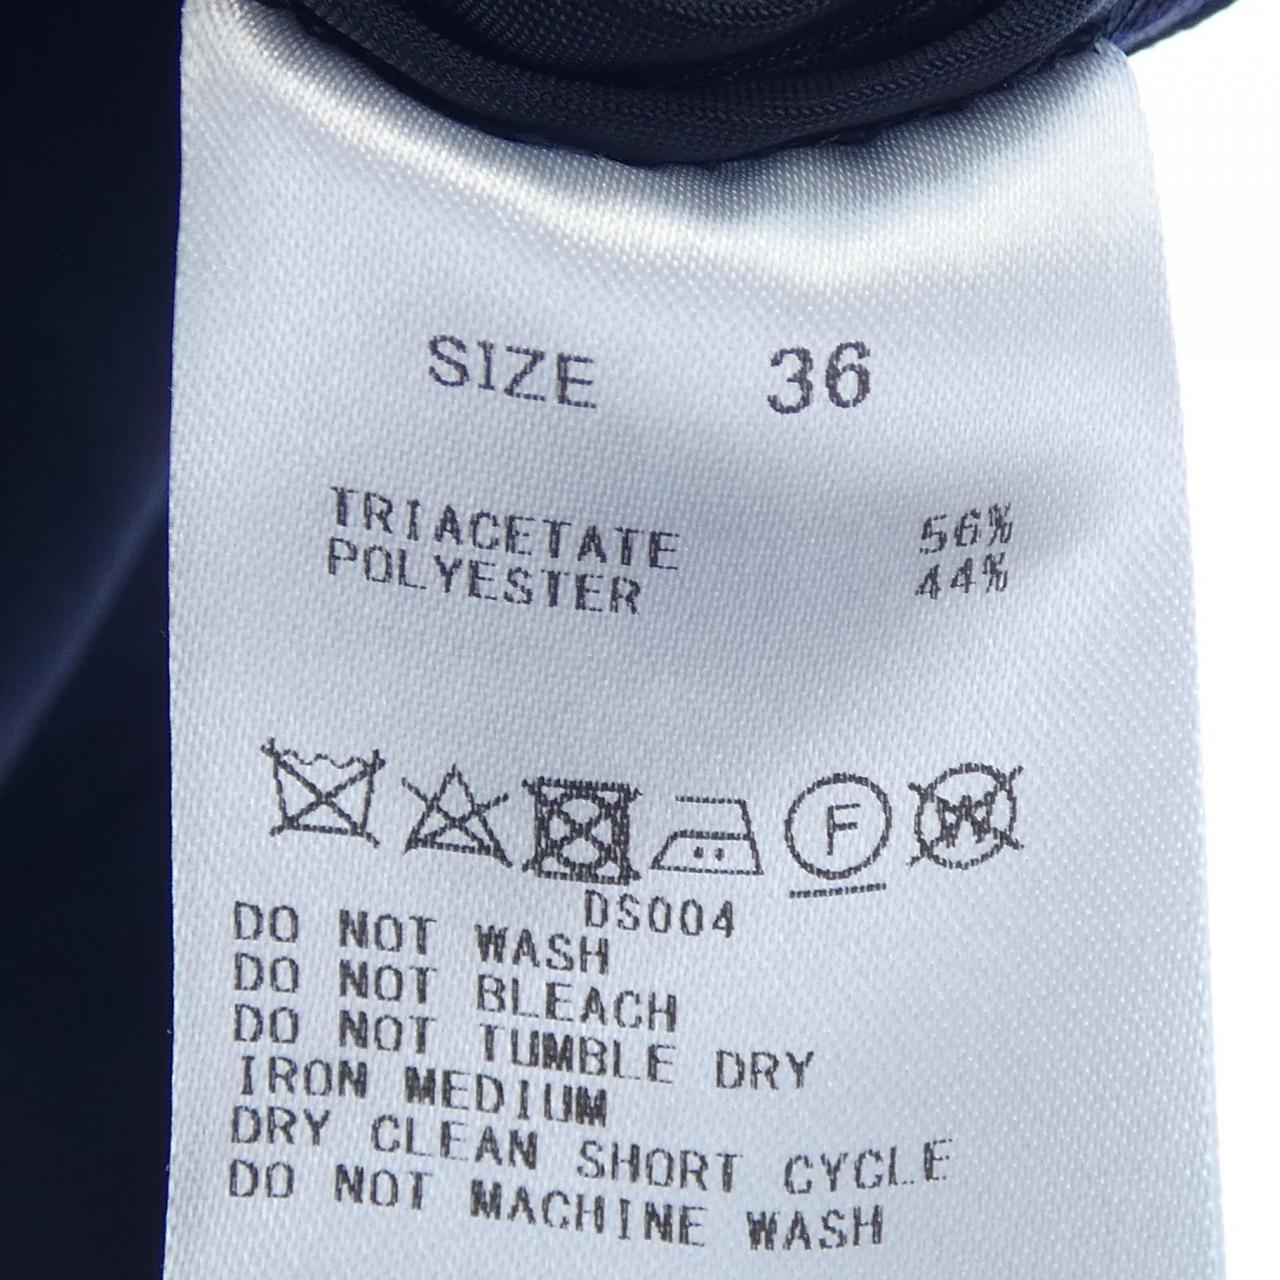 SIZE 36
TRIACETATE 56%
POLYESTER 44%
F W
DS004
DO NOT WASH
DO NOT BLEACH
DO NOT TUMBLE DRY
IRON MEDIUM
DRY CLEAN SHORT CYCLE
DO NOT MACHINE WASH